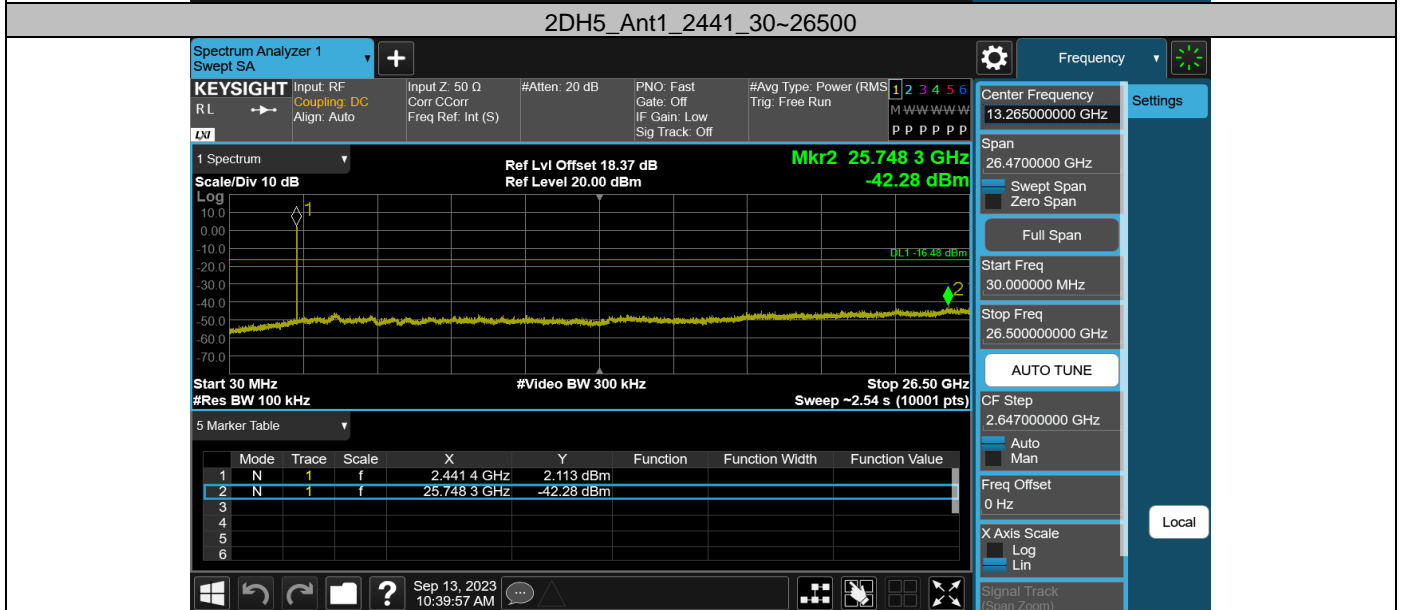 2DH5_Ant1_2441_30~26500
Spectrum Analyzer 1
Swept SA
+
Frequency
KEYSIGHT
RL
LXI
Input: RF
Coupling: DC
Align: Auto
Input Z: 50 Ω
Corr CCorr
Freq Ref: Int (S)
#Atten: 20 dB
PNO: Fast
Gate: Off
IF Gain: Low
Sig Track: Off
#Avg Type: Power (RMS
Trig: Free Run
1 2 3 4 5 6
M W W W W W
P P P P P P
1 Spectrum
Scale/Div 10 dB
Ref Lvl Offset 18.37 dB
Ref Level 20.00 dBm
Mkr2 25.748 3 GHz
-42.28 dBm
Log
10.0
0.00
-10.0
-20.0
-30.0
-40.0
-50.0
-60.0
-70.0
1
DL1 -16.48 dBm
2
Start 30 MHz
#Video BW 300 kHz
Stop 26.50 GHz
#Res BW 100 kHz
Sweep ~2.54 s (10001 pts)
5 Marker Table
Mode Trace Scale X Y Function Function Width Function Value
1 N 1 f 2.441 4 GHz 2.113 dBm
2 N 1 f 25.748 3 GHz -42.28 dBm
3
4
5
6
Center Frequency
13.265000000 GHz
Span
26.4700000 GHz
Swept Span
Zero Span
Full Span
Start Freq
30.000000 MHz
Stop Freq
26.500000000 GHz
AUTO TUNE
CF Step
2.647000000 GHz
Auto
Man
Freq Offset
0 Hz
X Axis Scale
Log
Lin
Signal Track
(Span Zoom)
Settings
Local
?
Sep 13, 2023
10:39:57 AM